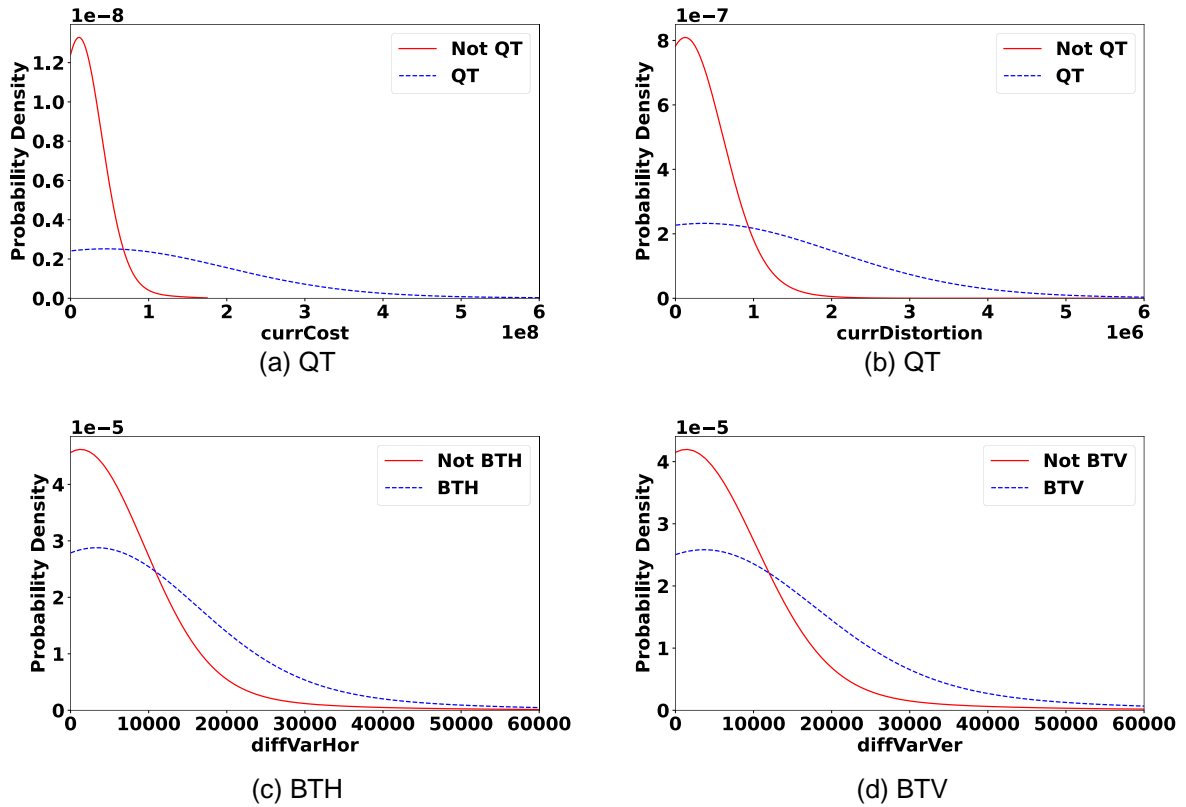 1e−8
Not QT
QT
Probability Density
1.2
1.0
0.8
0.6
0.4
0.2
0.0
0 1 2 3 4 5 6
1e8
currCost
(a) QT
1e−7
Not QT
QT
Probability Density
8
6
4
2
0
0 1 2 3 4 5 6
1e6
currDistortion
(b) QT
1e−5
Not BTH
BTH
Probability Density
4
3
2
1
0
0 10000 20000 30000 40000 50000 60000
diffVarHor
(c) BTH
1e−5
Not BTV
BTV
Probability Density
4
3
2
1
0
0 10000 20000 30000 40000 50000 60000
diffVarVer
(d) BTV